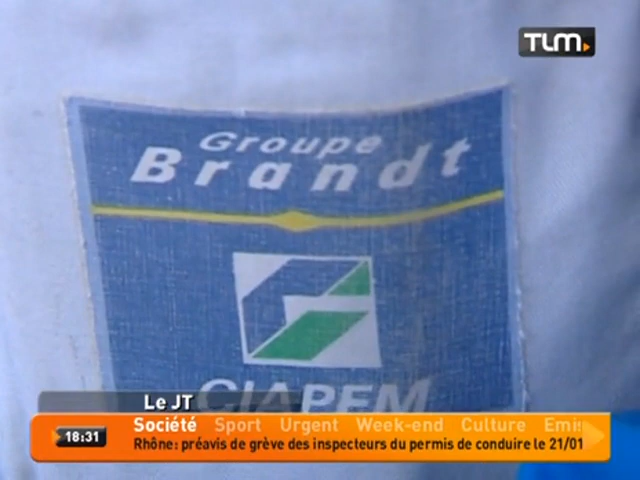 TLM
Groupe
Brandt
CIAPEM
Le JT
Société Sport Urgent Week-end Culture
18:31
Rhône: préavis de grève des inspecteurs du permis de conduire le 21/01